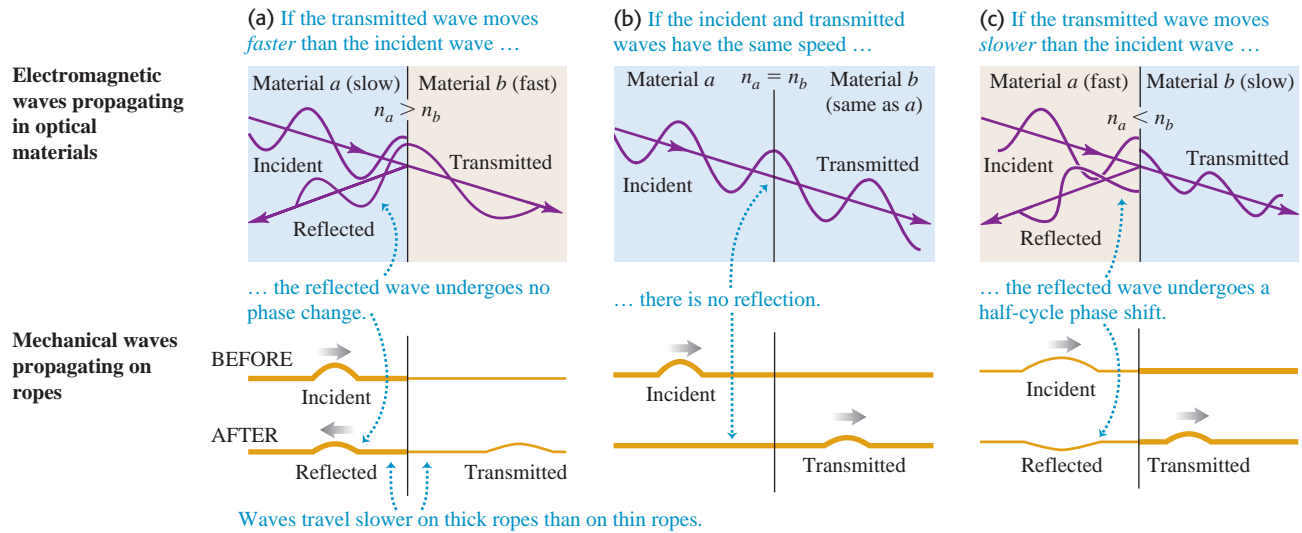 (a) If the transmitted wave moves
faster than the incident wave …
(b) If the incident and transmitted
waves have the same speed …
(c) If the transmitted wave moves
slower than the incident wave …
Electromagnetic
waves propagating
in optical
materials
Material a (slow)
Material b (fast)
nₐ > n_b
Incident
Transmitted
Reflected
Material a
nₐ = n_b
Material b
(same as a)
Incident
Transmitted
Material a (fast)
Material b (slow)
nₐ < n_b
Incident
Transmitted
Reflected
… the reflected wave undergoes no
phase change.
… there is no reflection.
… the reflected wave undergoes a
half-cycle phase shift.
Mechanical waves
propagating on
ropes
BEFORE
Incident
Incident
Incident
AFTER
Reflected
Transmitted
Transmitted
Reflected
Transmitted
Waves travel slower on thick ropes than on thin ropes.